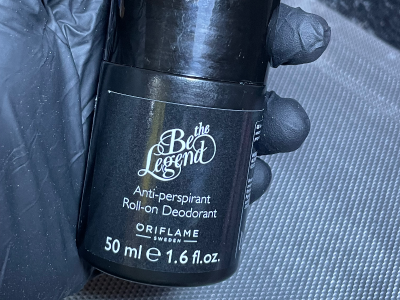 Be the
Legend
Anti-perspirant
Roll-on Deodorant
ORIFLAME
SWEDEN
50 ml ℮ 1.6 fl.oz.